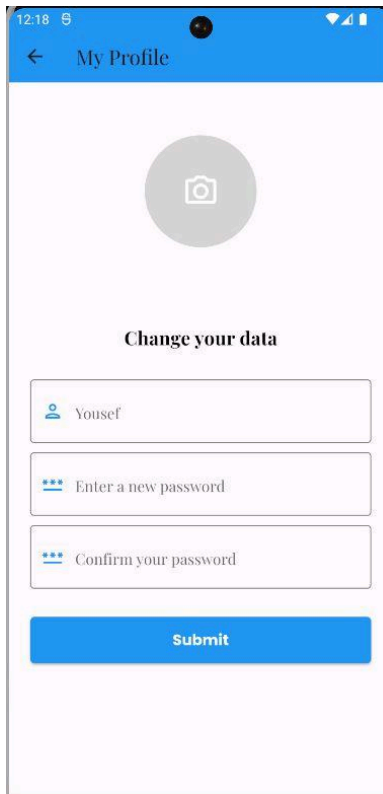 12:18
My Profile
Change your data
Yousef
Enter a new password
Confirm your password
Submit